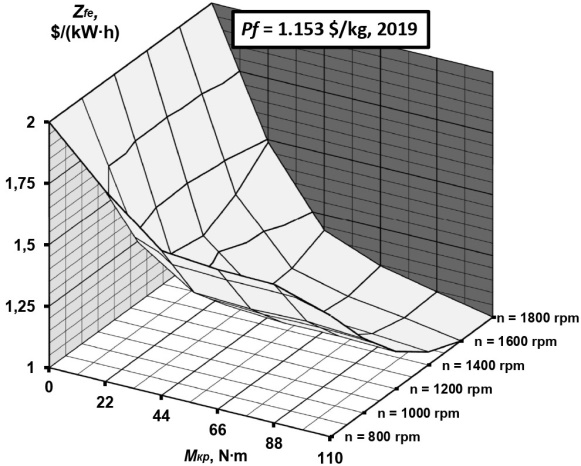 Zfe,
$/(kW·h)
Pf = 1.153 $/kg, 2019
2
1,75
1,5
1,25
1
0
22
44
66
88
110
Mкр, N·m
n = 1800 rpm
n = 1600 rpm
n = 1400 rpm
n = 1200 rpm
n = 1000 rpm
n = 800 rpm